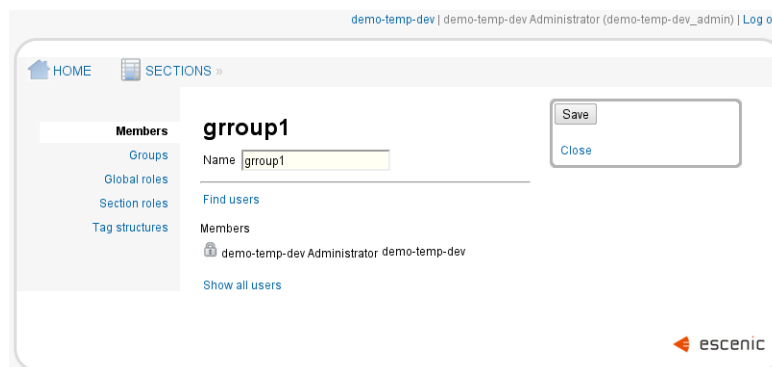 demo-temp-dev | demo-temp-dev Administrator (demo-temp-dev_admin) | Log o
HOME SECTIONS »
Members
Groups
Global roles
Section roles
Tag structures
grroup1
Name grroup1
Find users
Members
demo-temp-dev Administrator demo-temp-dev
Show all users
Save
Close
escenic